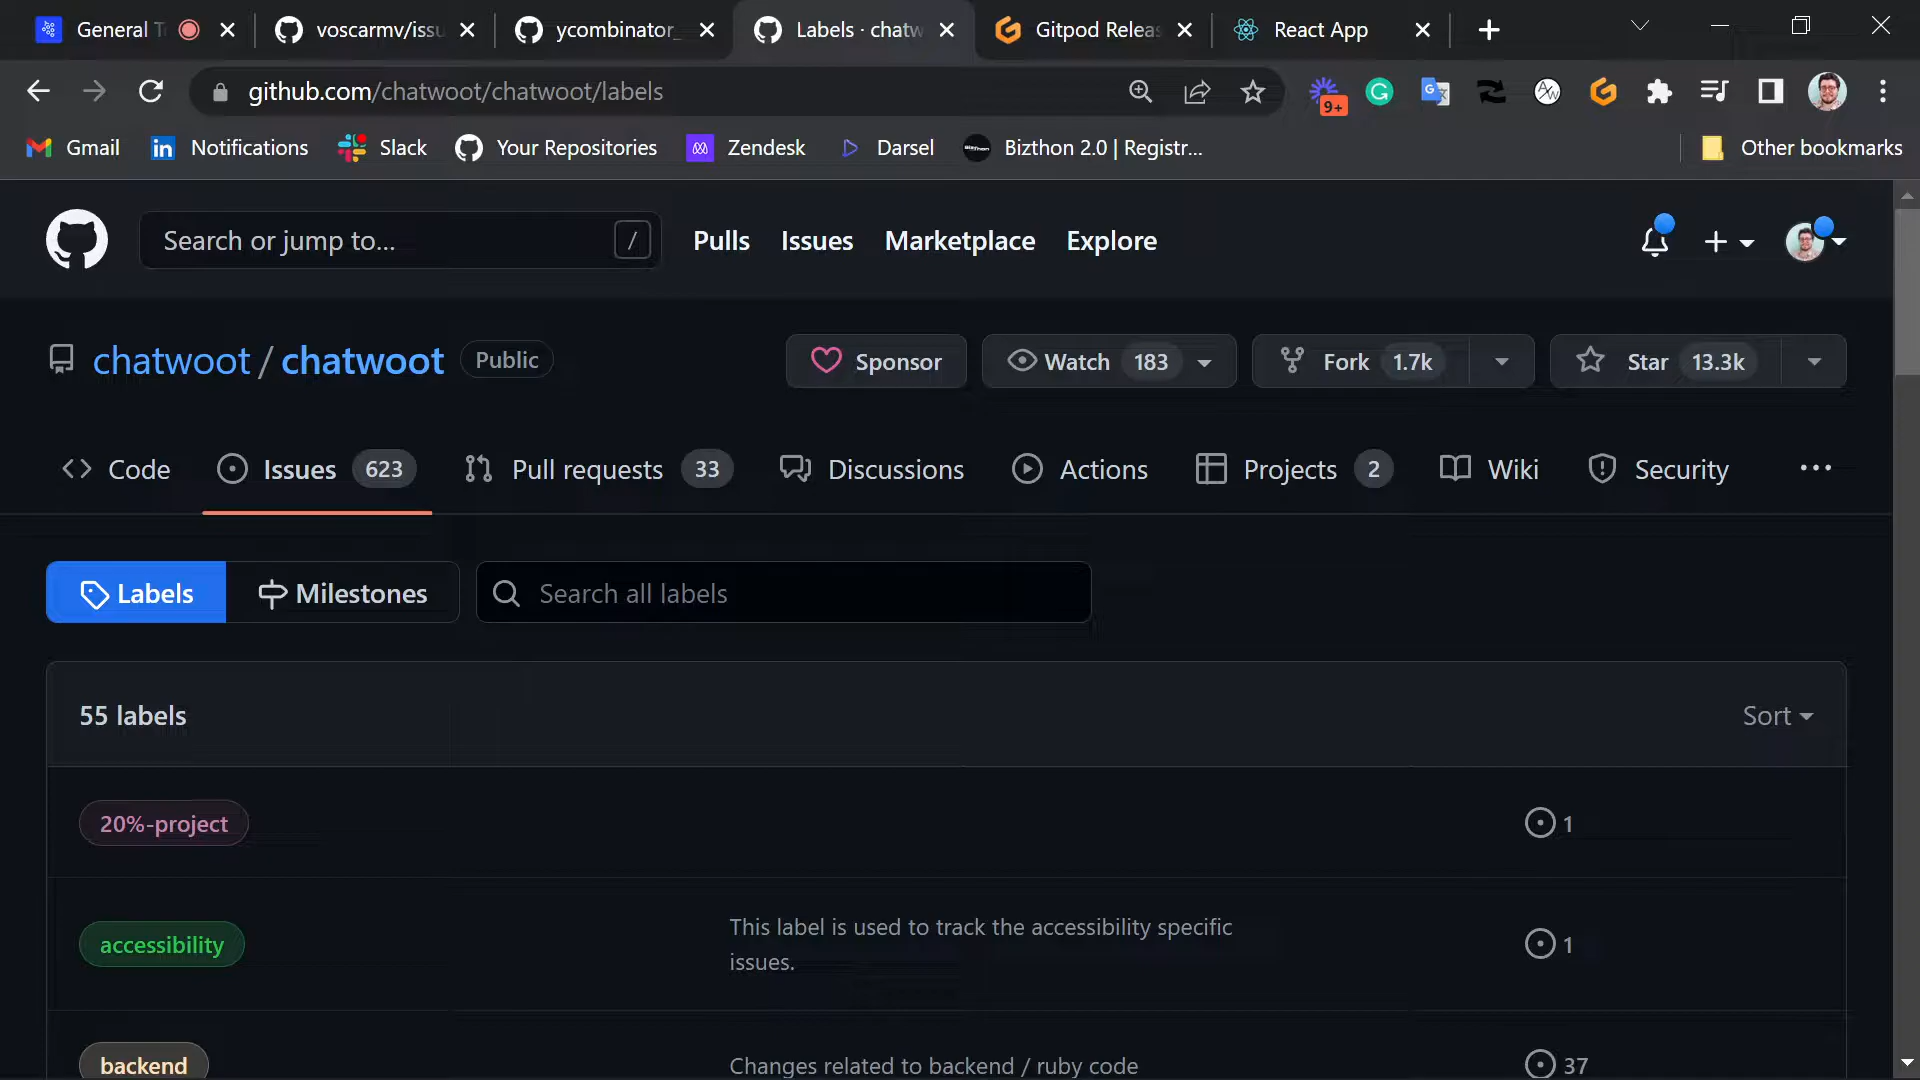 General T
voscarmv/issu
ycombinator_
Labels · chatw
Gitpod Releas
React App
github.com/chatwoot/chatwoot/labels
9+
Gmail
Notifications
Slack
Your Repositories
Zendesk
Darsel
Bizthon 2.0 | Registr...
Other bookmarks
Search or jump to...
/
Pulls
Issues
Marketplace
Explore
chatwoot / chatwoot
Public
Sponsor
Watch 183
Fork 1.7k
Star 13.3k
Code
Issues 623
Pull requests 33
Discussions
Actions
Projects 2
Wiki
Security
Labels
Milestones
Search all labels
55 labels
Sort
20%-project
1
accessibility
This label is used to track the accessibility specific
issues.
1
backend
Changes related to backend / ruby code
37